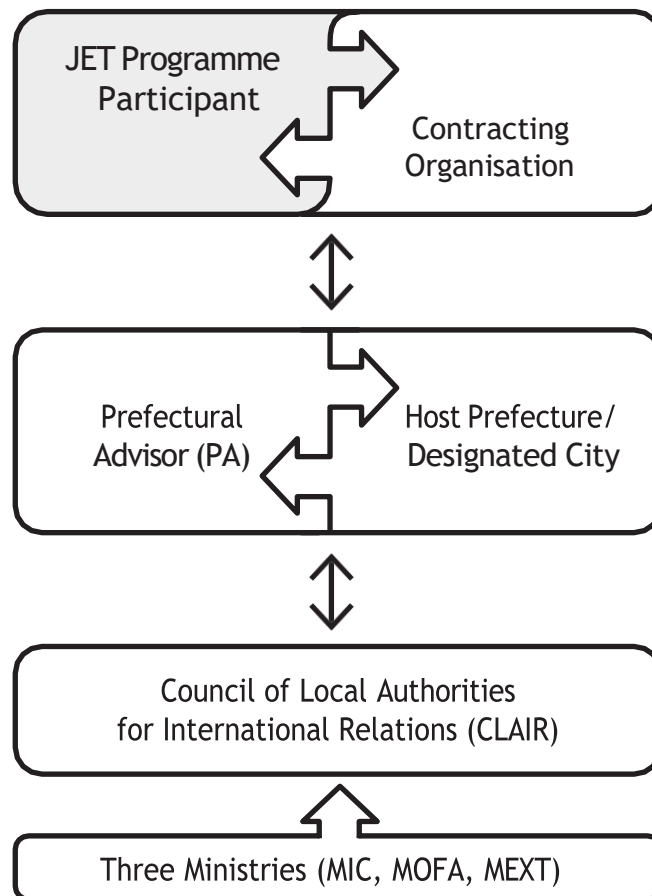 JET Programme
Participant
Contracting
Organisation
Prefectural
Advisor (PA)
Host Prefecture/
Designated City
Council of Local Authorities
for International Relations (CLAIR)
Three Ministries (MIC, MOFA, MEXT)